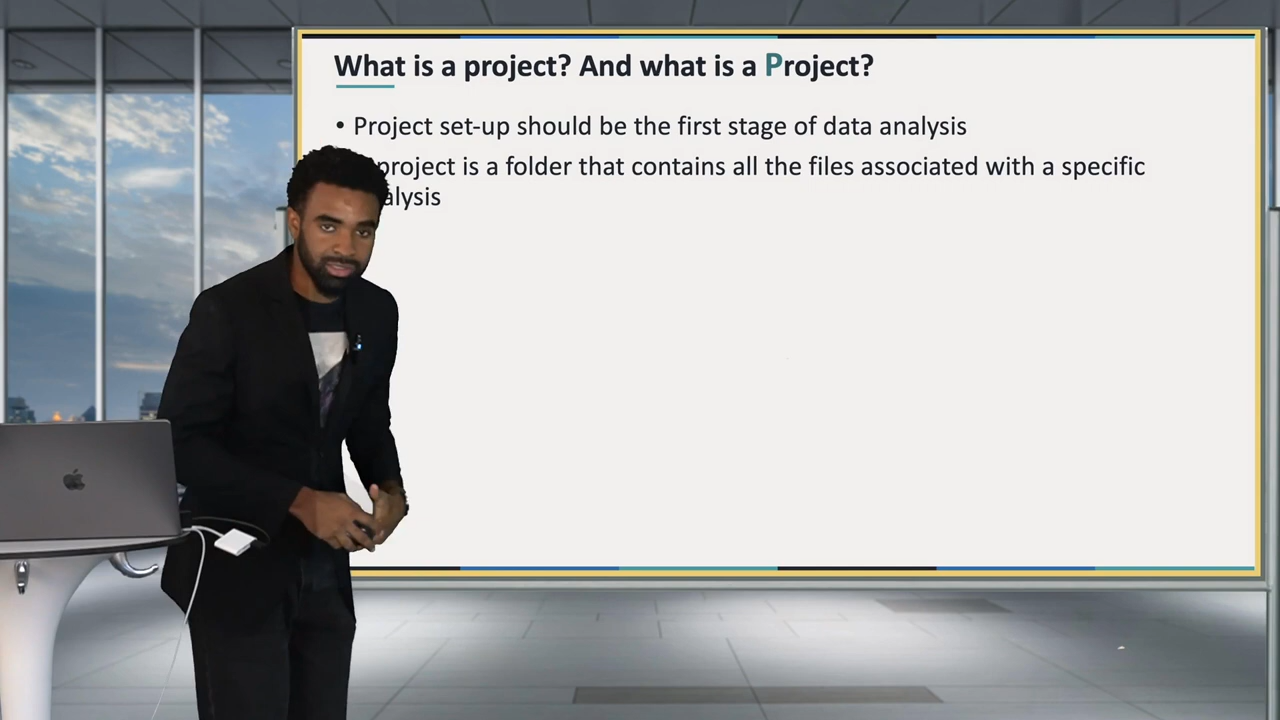 What is a project? And what is a Project?
• Project set-up should be the first stage of data analysis
project is a folder that contains all the files associated with a specific
alysis